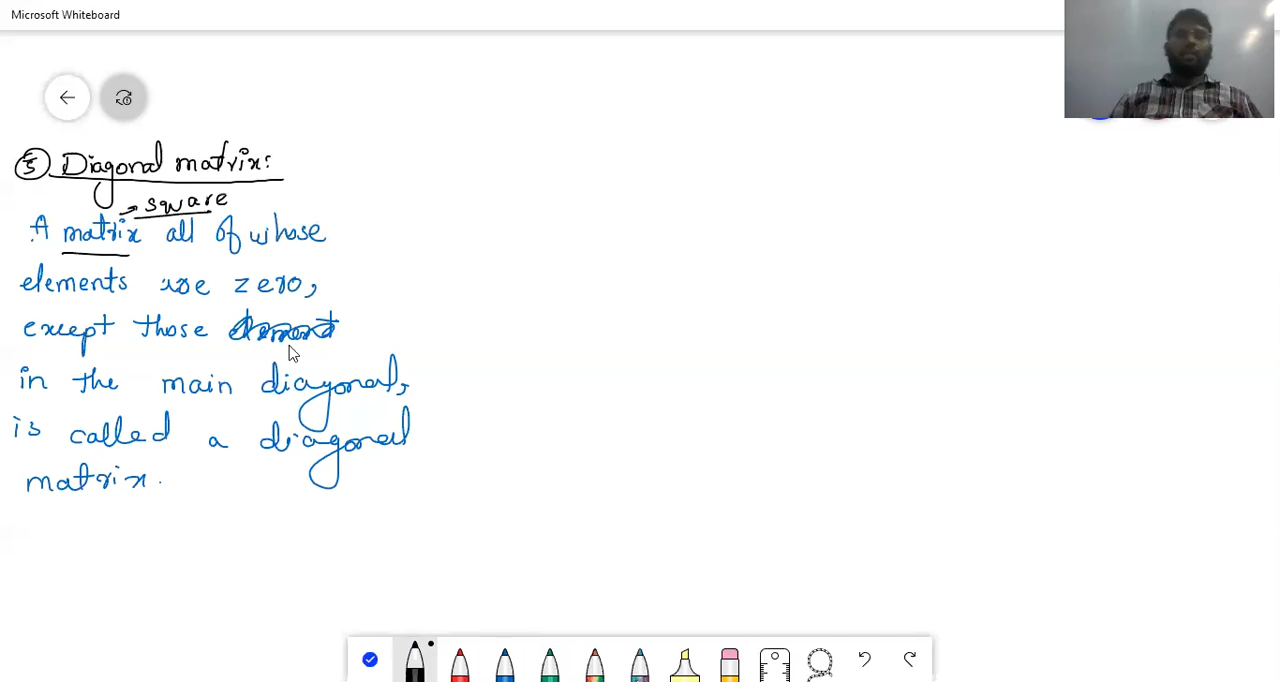 Microsoft Whiteboard
⑤ Diagonal matrix:
square
A matrix all of whose
elements are zero,
except those
in the main diagonal,
is called a diagonal
matrix.